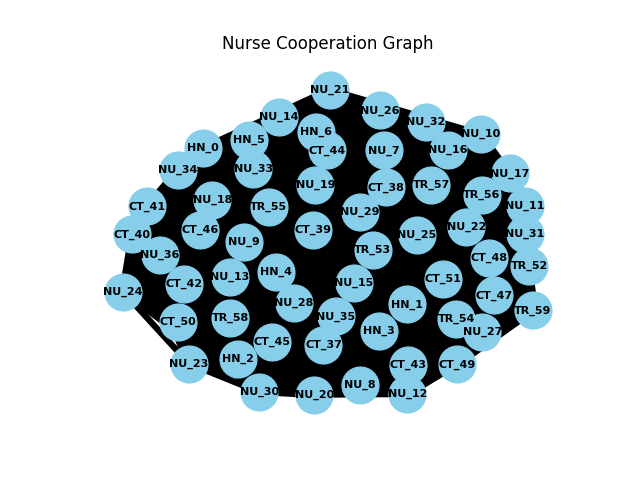 Nurse Cooperation Graph
NU_21
NU_26
NU_14
NU_32
HN_6
NU_10
HN_5
HN_0
CT_44
NU_7
NU_16
NU_33
NU_34
NU_17
NU_19
TR_57
CT_38
TR_56
NU_18
CT_41
TR_55
NU_11
NU_29
NU_22
CT_46
CT_39
CT_40
NU_25
NU_31
NU_9
TR_53
NU_36
CT_48
TR_52
HN_4
NU_13
CT_51
CT_42
NU_15
NU_24
CT_47
NU_28
HN_1
TR_59
NU_35
TR_58
TR_54
CT_50
HN_3
NU_27
CT_45
CT_37
HN_2
NU_23
CT_43
CT_49
NU_8
NU_30
NU_20
NU_12